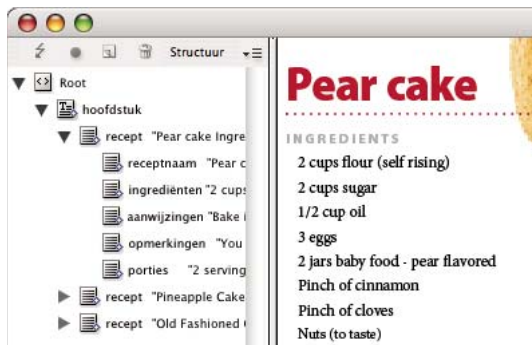 Structuur
Root
hoofdstuk
recept "Pear cake Ingre
receptnaam "Pear c
ingrediënten "2 cups
aanwijzingen "Bake i
opmerkingen "You
porties "2 serving
recept "Pineapple Cake
recept "Old Fashioned
Pear cake
INGREDIENTS
2 cups flour (self rising)
2 cups sugar
1/2 cup oil
3 eggs
2 jars baby food - pear flavored
Pinch of cinnamon
Pinch of cloves
Nuts (to taste)